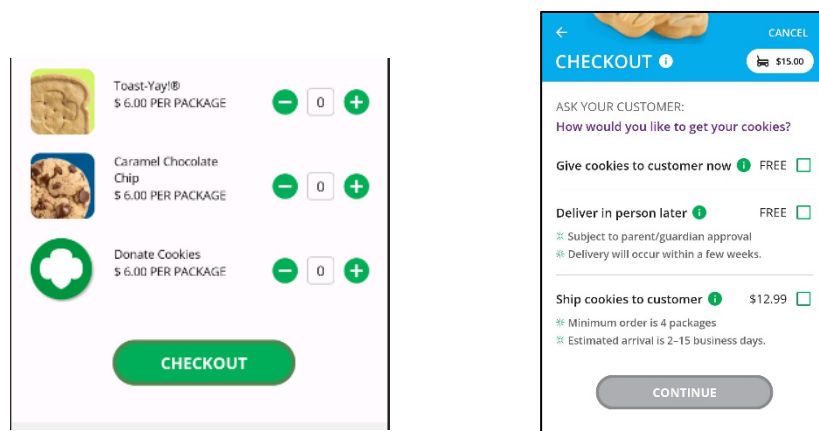 Toast-Yay!®
$ 6.00 PER PACKAGE
0
Caramel Chocolate
Chip
$ 6.00 PER PACKAGE
0
Donate Cookies
$ 6.00 PER PACKAGE
0
CHECKOUT
CANCEL
CHECKOUT
$15.00
ASK YOUR CUSTOMER:
How would you like to get your cookies?
Give cookies to customer now FREE
Deliver in person later FREE
Subject to parent/guardian approval
Delivery will occur within a few weeks.
Ship cookies to customer $12.99
Minimum order is 4 packages
Estimated arrival is 2–15 business days.
CONTINUE